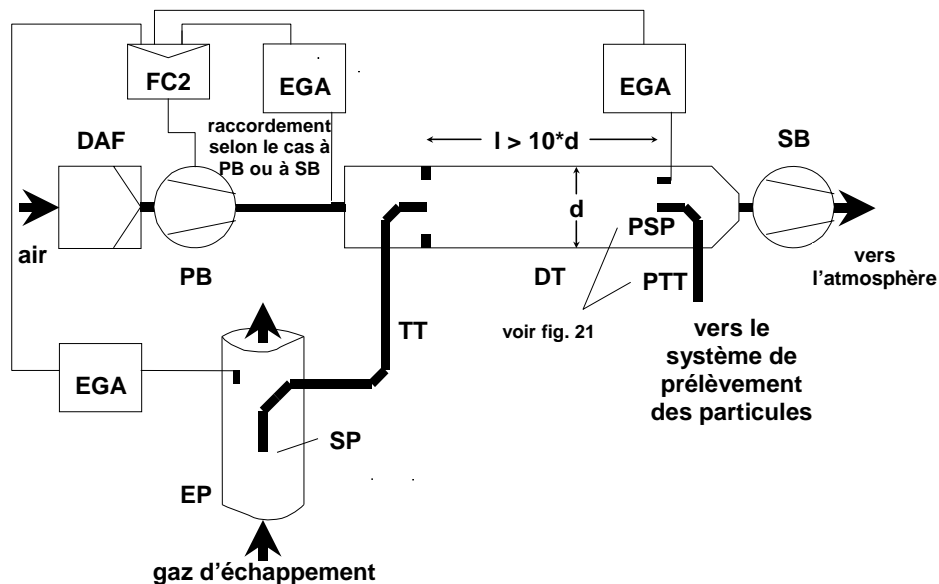 FC2
EGA
EGA
DAF
raccordement
selon le cas à
PB ou à SB
l > 10*d
SB
d
air
PB
PSP
DT
PTT
vers
l'atmosphère
TT
voir fig. 21
vers le
système de
prélèvement
des particules
EGA
SP
EP
gaz d'échappement